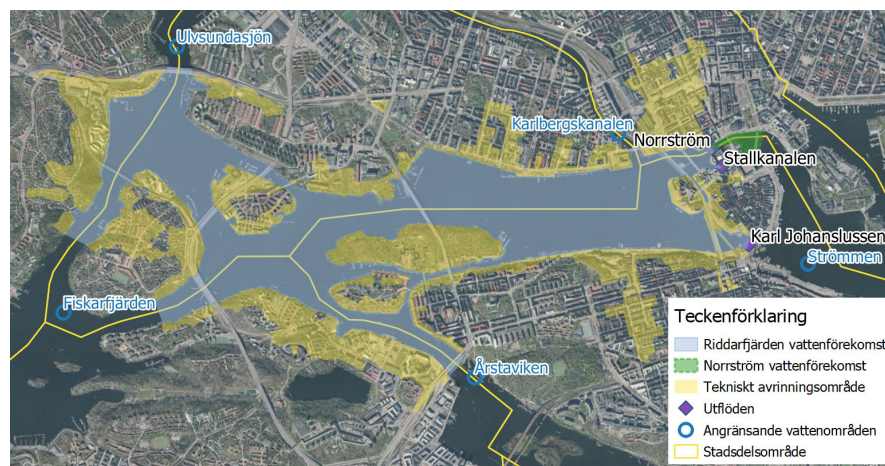 Ulvsundasjön
Karlbergskanalen
Norrström
Stallkanalen
Karl Johanslussen
Strömmen
Fiskarfjärden
Årstaviken
Teckenförklaring
Riddarfjärden vattenförekomst
Norrström vattenförekomst
Tekniskt avrinningsområde
Utflöden
Angränsande vattenområden
Stadsdelsområde